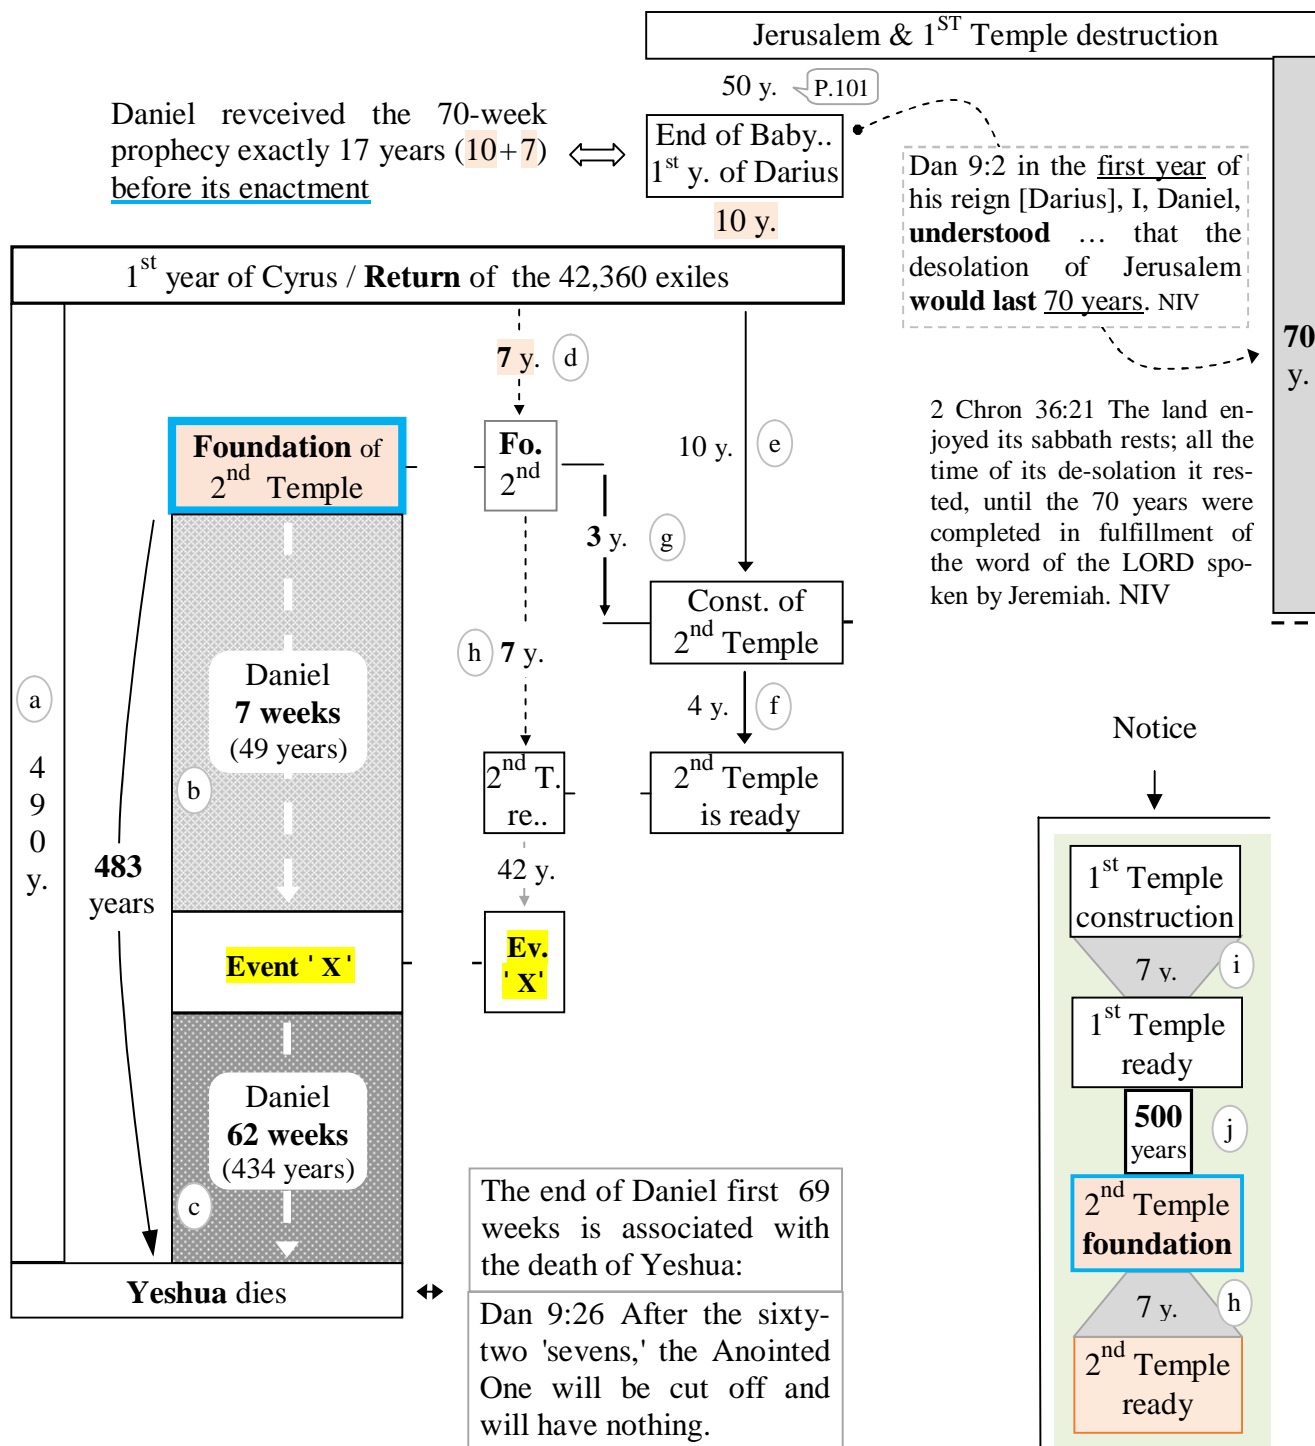 Jerusalem & 1ST Temple destruction
50 y.
P.101
Daniel revceived the 70-week
prophecy exactly 17 years (10+7)
before its enactment
End of Baby..
1st y. of Darius
10 y.
Dan 9:2 in the first year of
his reign [Darius], I, Daniel,
understood … that the
desolation of Jerusalem
would last 70 years. NIV
70
y.
1st year of Cyrus / Return of the 42,360 exiles
7 y.
d
2 Chron 36:21 The land en-
joyed its sabbath rests; all the
time of its de-solation it res-
ted, until the 70 years were
completed in fulfillment of
the word of the LORD spo-
ken by Jeremiah. NIV
Foundation of
2nd Temple
Fo.
2nd
10 y.
e
3 y.
g
Const. of
2nd Temple
h
7 y.
4 y.
f
a
490 y.
Daniel
7 weeks
(49 years)
b
2nd T.
re..
2nd Temple
is ready
483
years
42 y.
Event ' X '
Ev.
' X'
Daniel
62 weeks
(434 years)
c
Yeshua dies
The end of Daniel first 69
weeks is associated with
the death of Yeshua:
Dan 9:26 After the sixty-
two 'sevens,' the Anointed
One will be cut off and
will have nothing.
Notice
1st Temple
construction
7 y.
i
1st Temple
ready
500
years
j
2nd Temple
foundation
7 y.
h
2nd Temple
ready